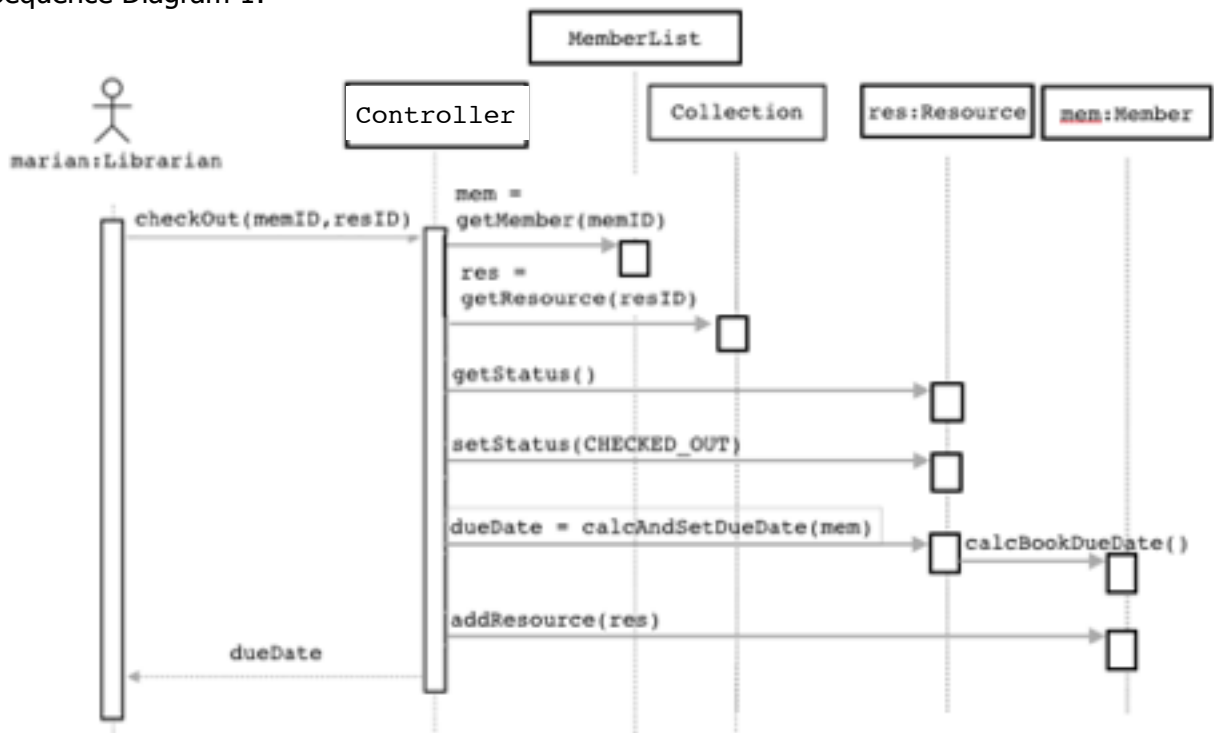 Sequence Diagram 1:
MemberList
Controller
Collection
res:Resource
mem:Member
marian:Librarian
checkOut(memID,resID)
mem =
getMember(memID)
res =
getResource(resID)
getStatus()
setStatus(CHECKED_OUT)
dueDate = calcAndSetDueDate(mem)
calcBookDueDate()
addResource(res)
dueDate